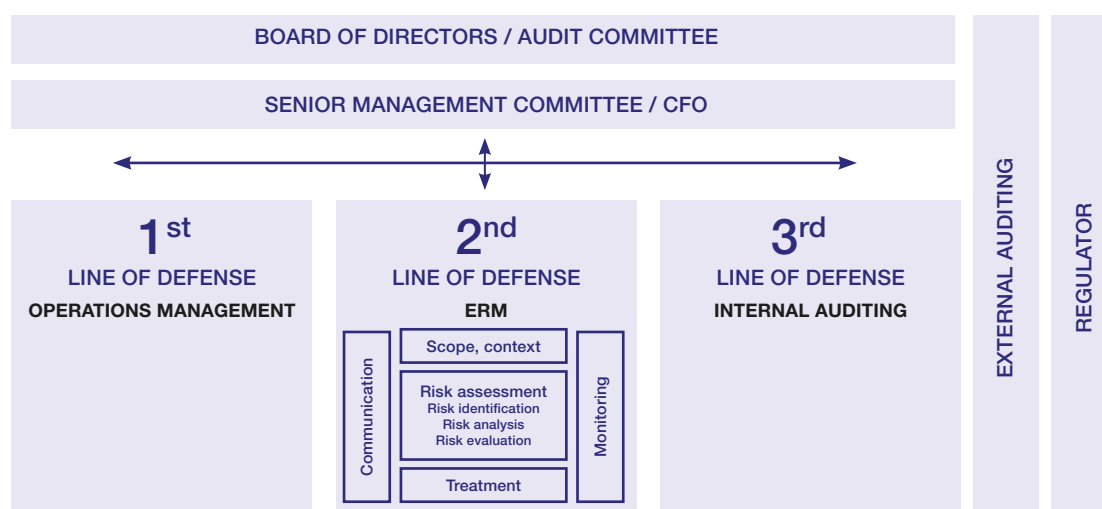 BOARD OF DIRECTORS / AUDIT COMMITTEE
SENIOR MANAGEMENT COMMITTEE / CFO
1st
LINE OF DEFENSE
OPERATIONS MANAGEMENT
2nd
LINE OF DEFENSE
ERM
Communication
Scope, context
Risk assessment
Risk identification
Risk analysis
Risk evaluation
Treatment
Monitoring
3rd
LINE OF DEFENSE
INTERNAL AUDITING
EXTERNAL AUDITING
REGULATOR